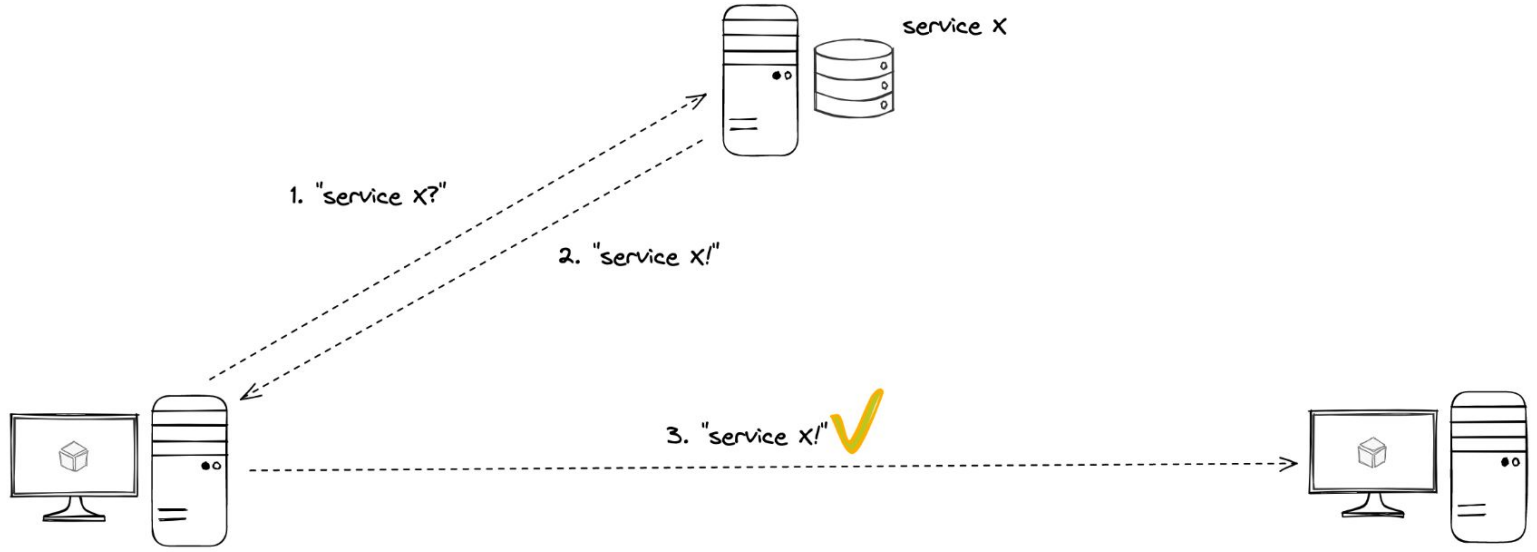 service X
1. "service X?"
2. "service X!"
3. "service X!"